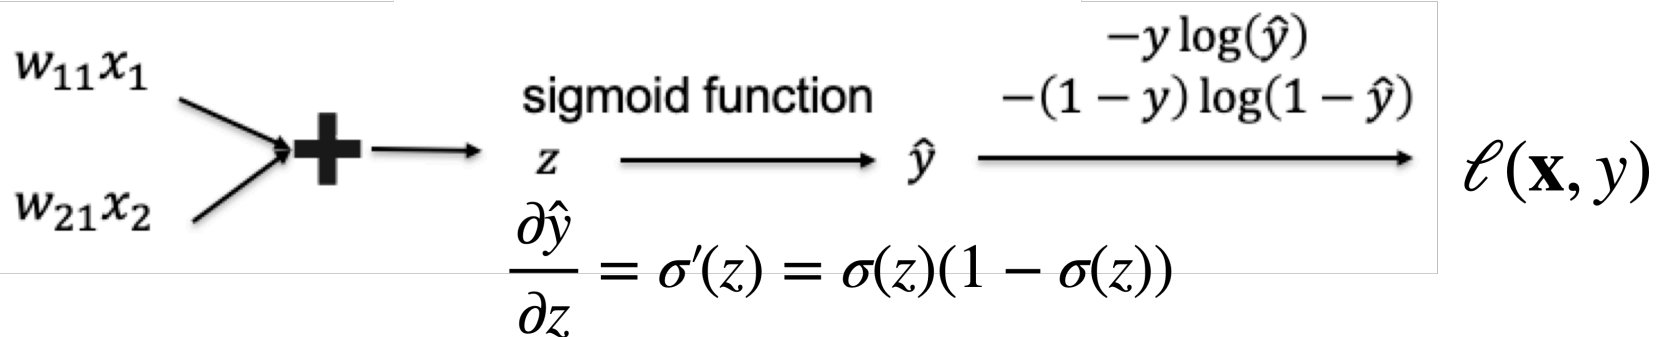 w₁₁x₁
w₂₁x₂
+
sigmoid function
z
ŷ
−y log(ŷ)
−(1 − y) log(1 − ŷ)
ℓ(𝐱, y)
∂ŷ/∂z = σ′(z) = σ(z)(1 − σ(z))